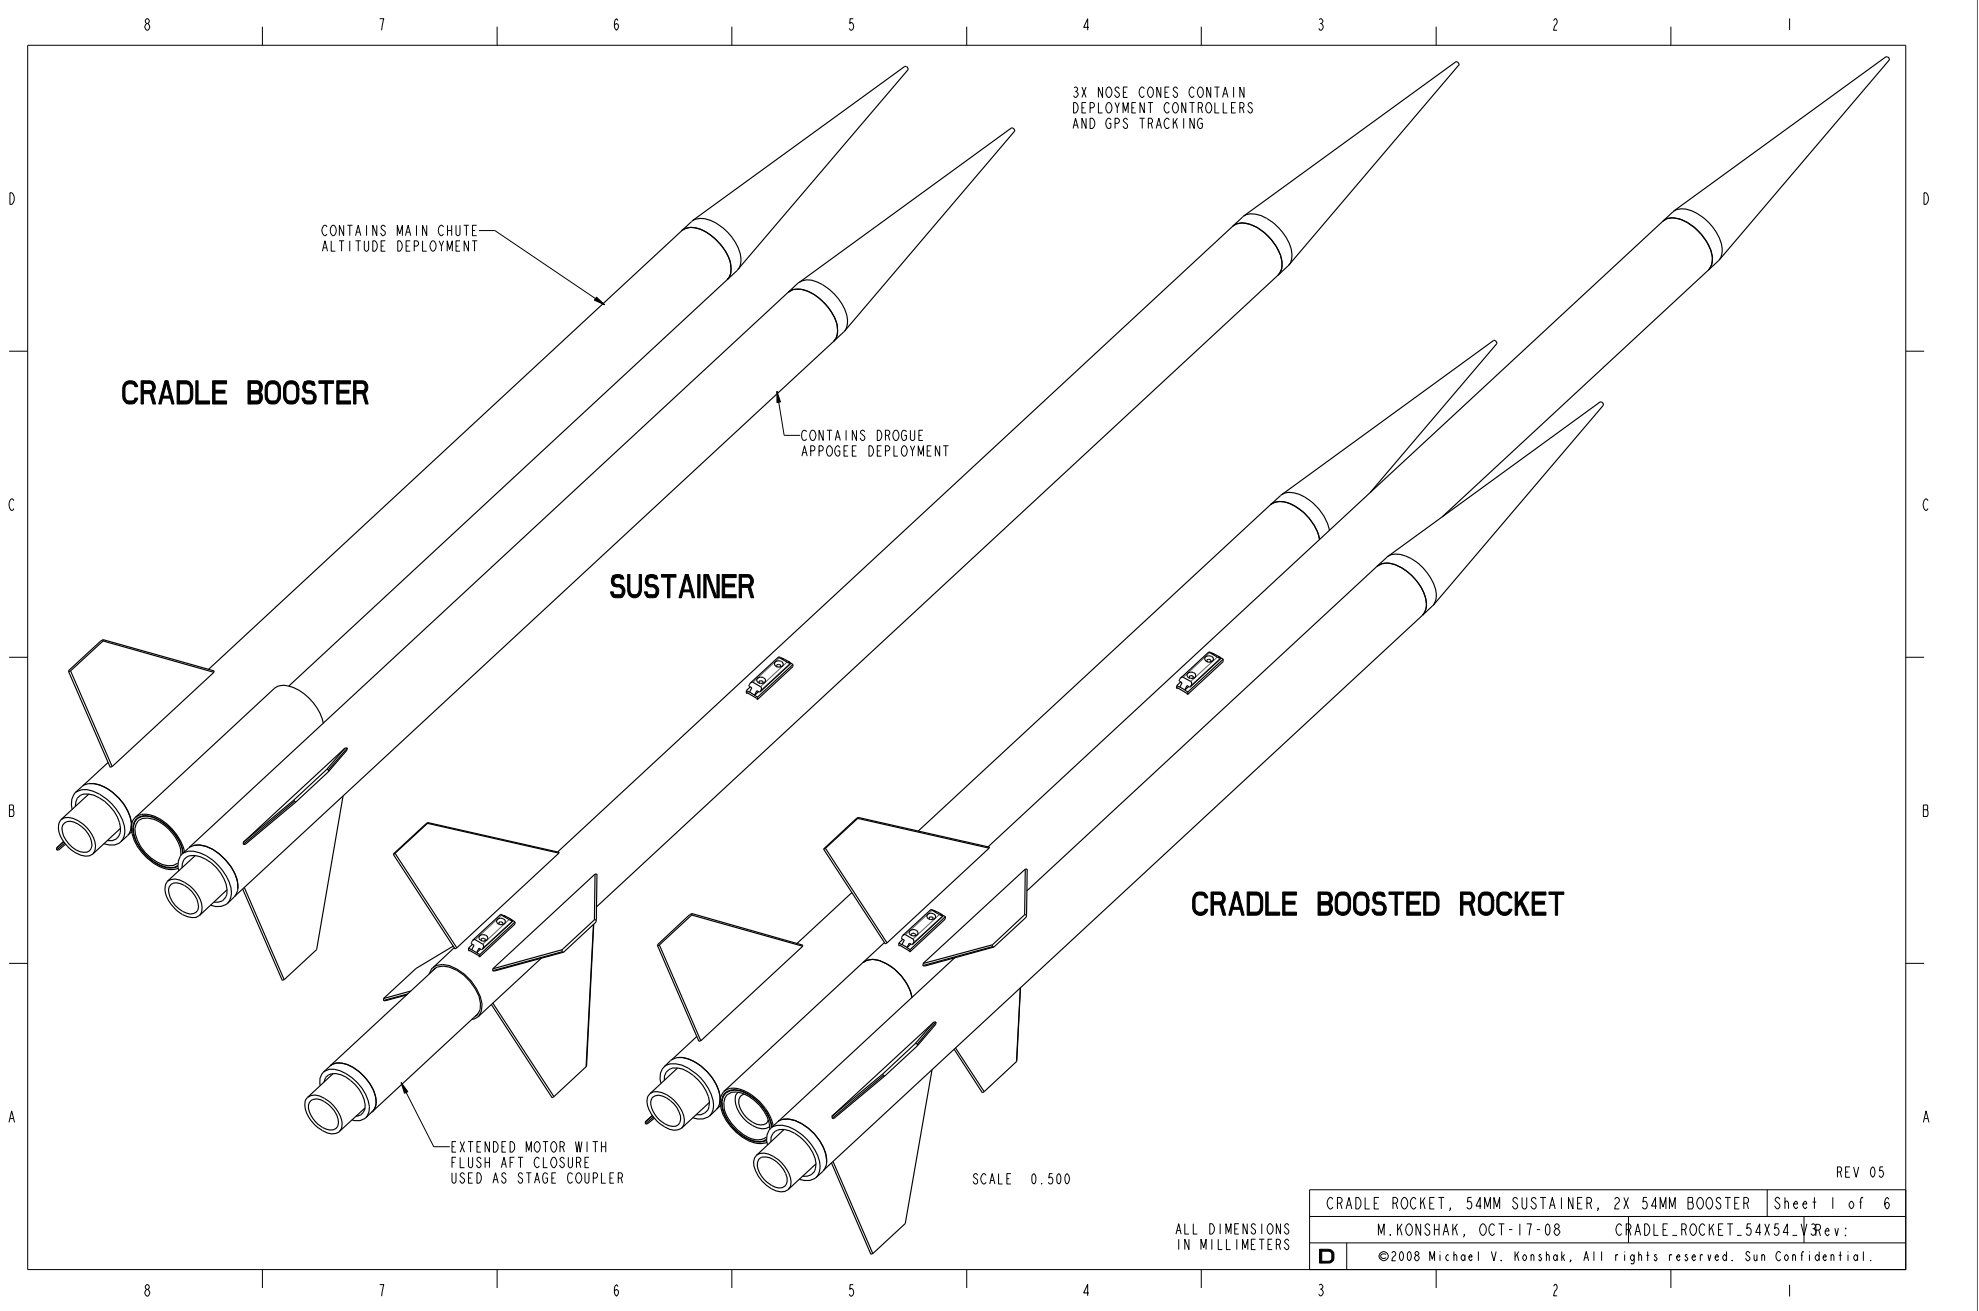 8 7 6 5 4 3 2 1
3X NOSE CONES CONTAIN
DEPLOYMENT CONTROLLERS
AND GPS TRACKING
D D
CONTAINS MAIN CHUTE
ALTITUDE DEPLOYMENT
CRADLE BOOSTER
CONTAINS DROGUE
APPOGEE DEPLOYMENT
C C
SUSTAINER
B B
CRADLE BOOSTED ROCKET
A A
EXTENDED MOTOR WITH
FLUSH AFT CLOSURE
USED AS STAGE COUPLER
SCALE 0.500
REV 05
CRADLE ROCKET, 54MM SUSTAINER, 2X 54MM BOOSTER Sheet 1 of 6
ALL DIMENSIONS
IN MILLIMETERS
M.KONSHAK, OCT-17-08 CRADLE_ROCKET_54X54_V3 Rev:
D ©2008 Michael V. Konshak, All rights reserved. Sun Confidential.
8 7 6 5 4 3 2 1